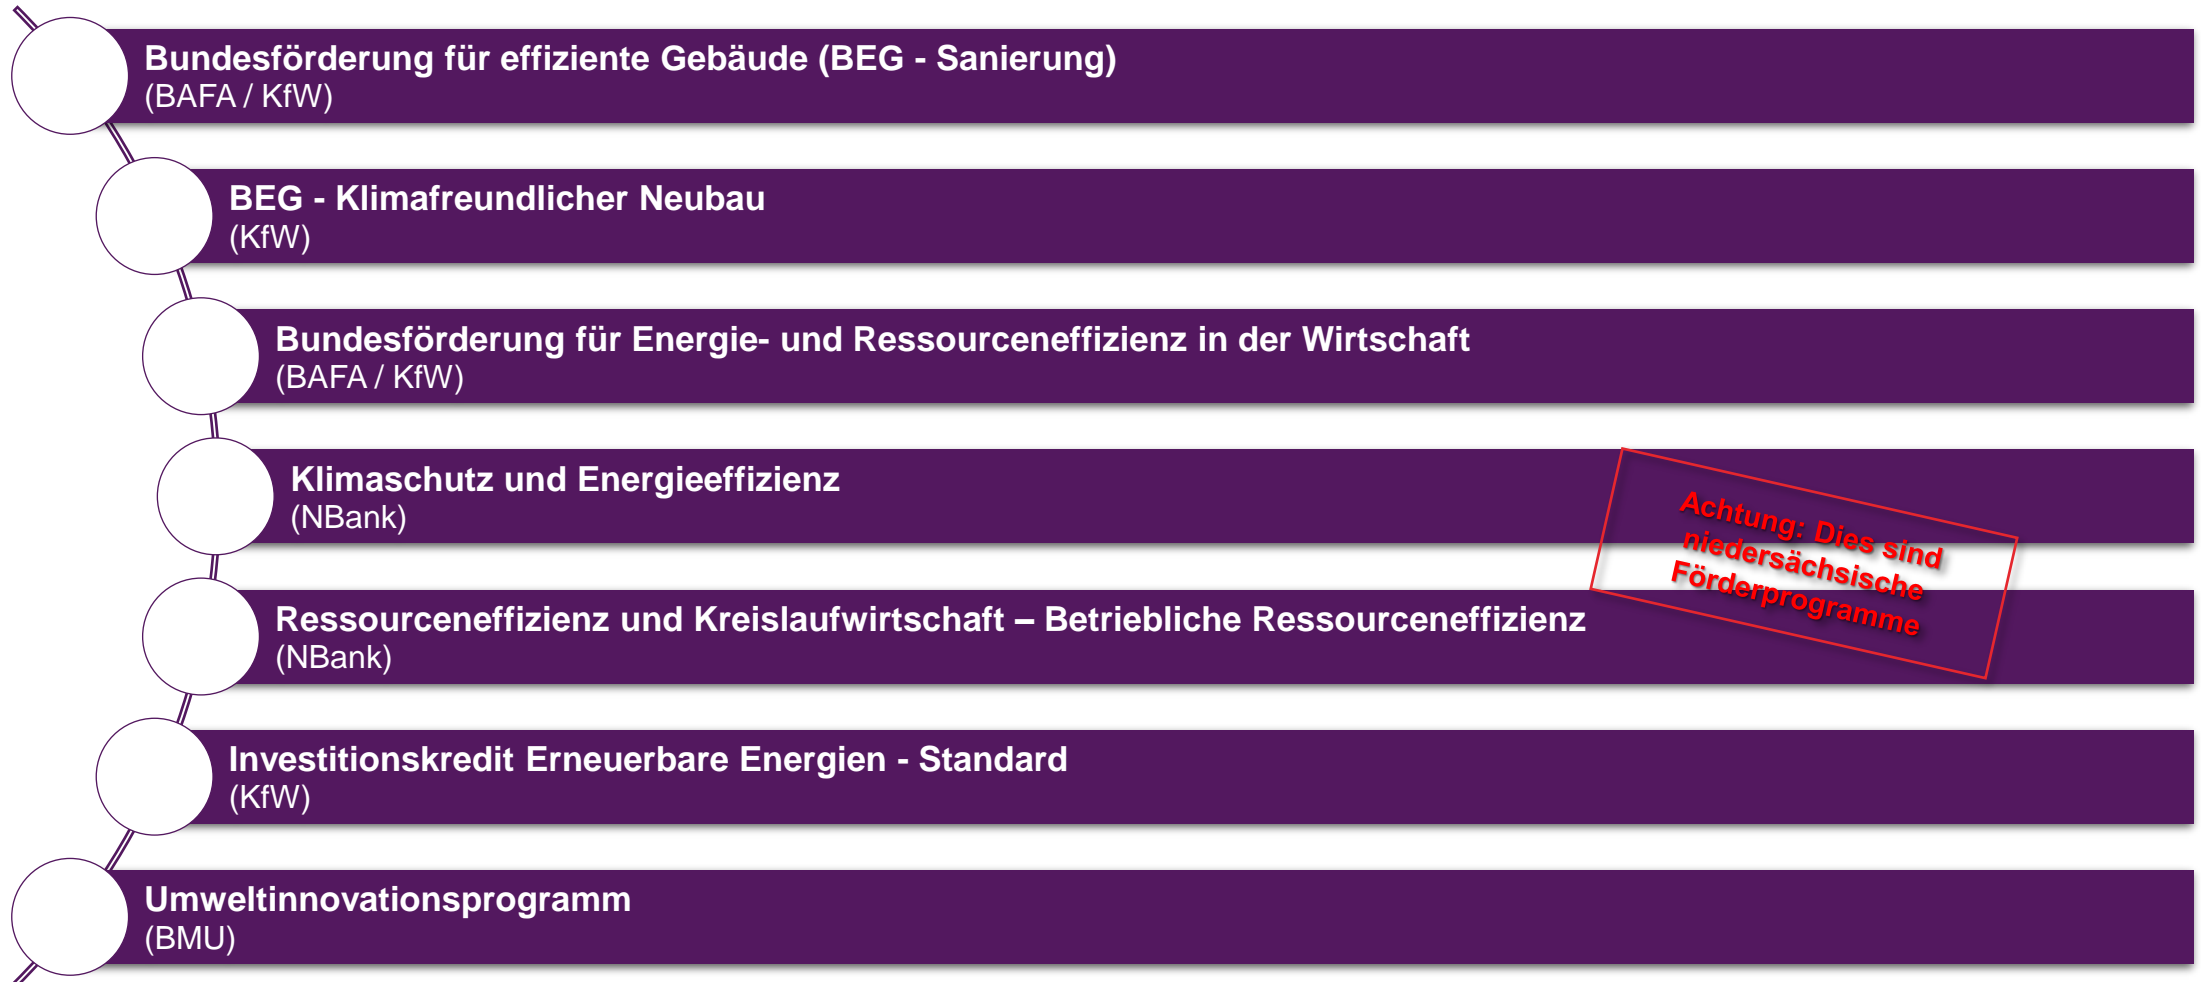 Bundesförderung für effiziente Gebäude (BEG - Sanierung)
(BAFA / KfW)
BEG - Klimafreundlicher Neubau
(KfW)
Bundesförderung für Energie- und Ressourceneffizienz in der Wirtschaft
(BAFA / KfW)
Klimaschutz und Energieeffizienz
(NBank)
Achtung: Dies sind
niedersächsische
Förderprogramme
Ressourceneffizienz und Kreislaufwirtschaft – Betriebliche Ressourceneffizienz
(NBank)
Investitionskredit Erneuerbare Energien - Standard
(KfW)
Umweltinnovationsprogramm
(BMU)